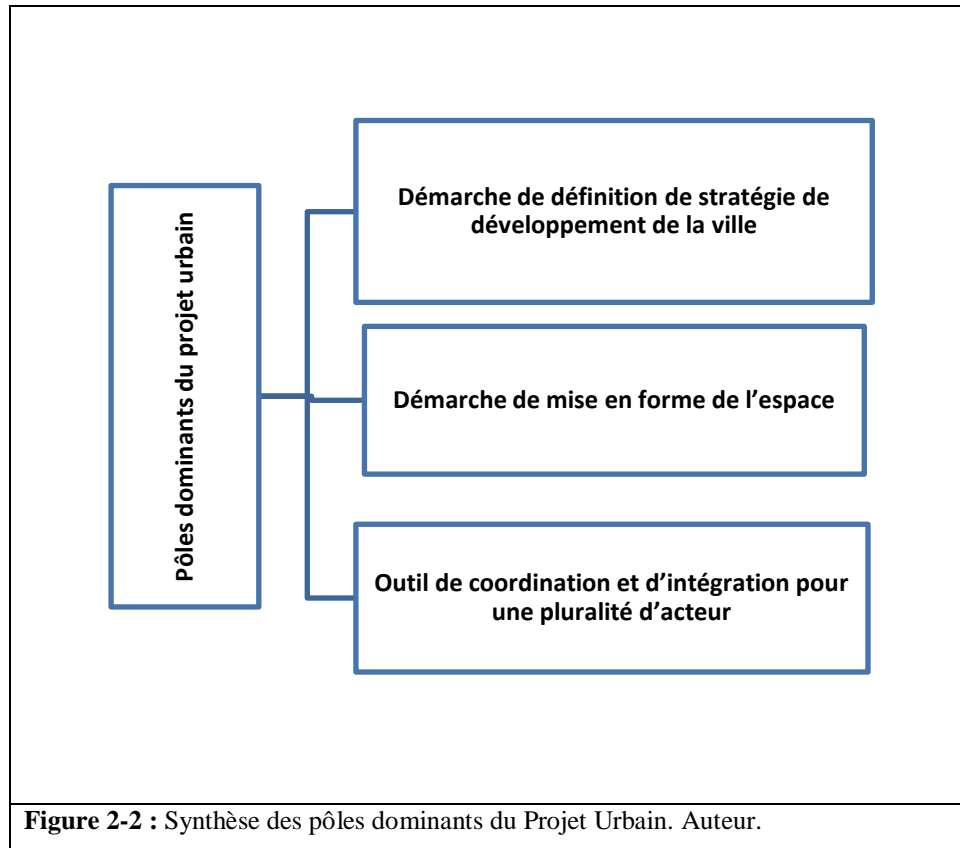 Pôles dominants du projet urbain
Démarche de définition de stratégie de
développement de la ville
Démarche de mise en forme de l’espace
Outil de coordination et d’intégration pour
une pluralité d’acteur
Figure 2-2 : Synthèse des pôles dominants du Projet Urbain. Auteur.